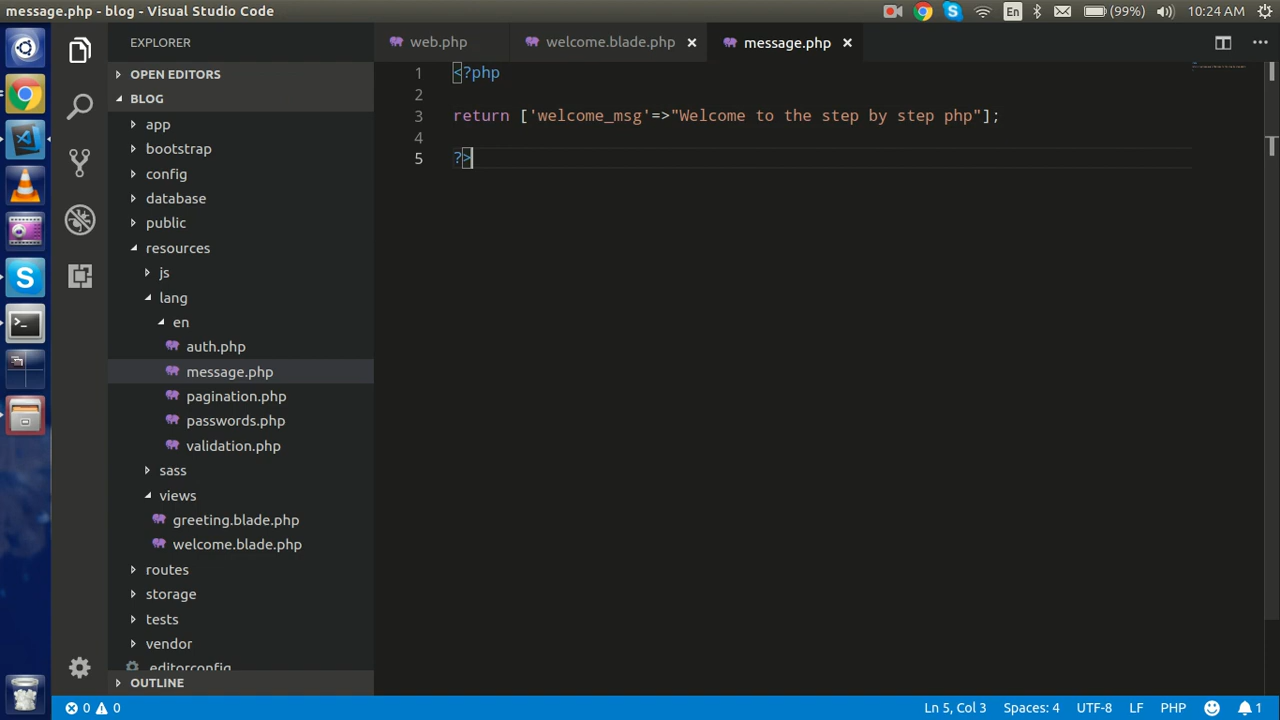 message.php - blog - Visual Studio Code
En
(99%)
10:24 AM
EXPLORER
OPEN EDITORS
BLOG
app
bootstrap
config
database
public
resources
js
lang
en
auth.php
message.php
pagination.php
passwords.php
validation.php
sass
views
greeting.blade.php
welcome.blade.php
routes
storage
tests
vendor
.editorconfig
OUTLINE
web.php
welcome.blade.php
message.php
1 <?php
2
3 return ['welcome_msg'=>"Welcome to the step by step php"];
4
5 ?>
0 0
Ln 5, Col 3
Spaces: 4
UTF-8
LF
PHP
1